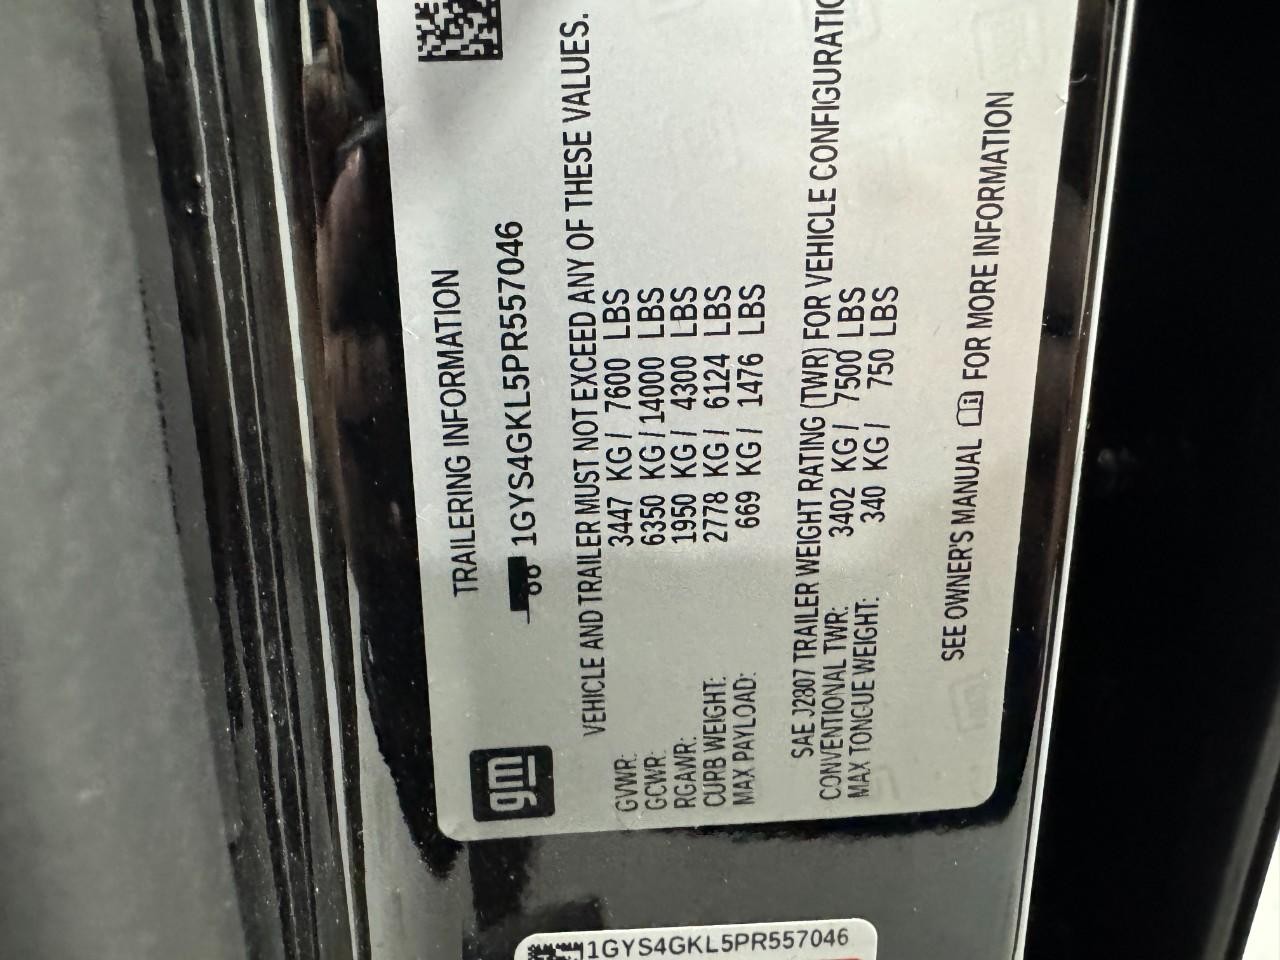 gm
TRAILERING INFORMATION
1GYS4GKL5PR557046
VEHICLE AND TRAILER MUST NOT EXCEED ANY OF THESE VALUES.
GVWR: 3447 KG / 7600 LBS
GCWR: 6350 KG / 14000 LBS
RGAWR: 1950 KG / 4300 LBS
CURB WEIGHT: 2778 KG / 6124 LBS
MAX PAYLOAD: 669 KG / 1476 LBS
SAE J2807 TRAILER WEIGHT RATING (TWR) FOR VEHICLE CONFIGURATIO
CONVENTIONAL TWR: 3402 KG / 7500 LBS
MAX TONGUE WEIGHT: 340 KG / 750 LBS
SEE OWNER'S MANUAL FOR MORE INFORMATION
1GYS4GKL5PR557046